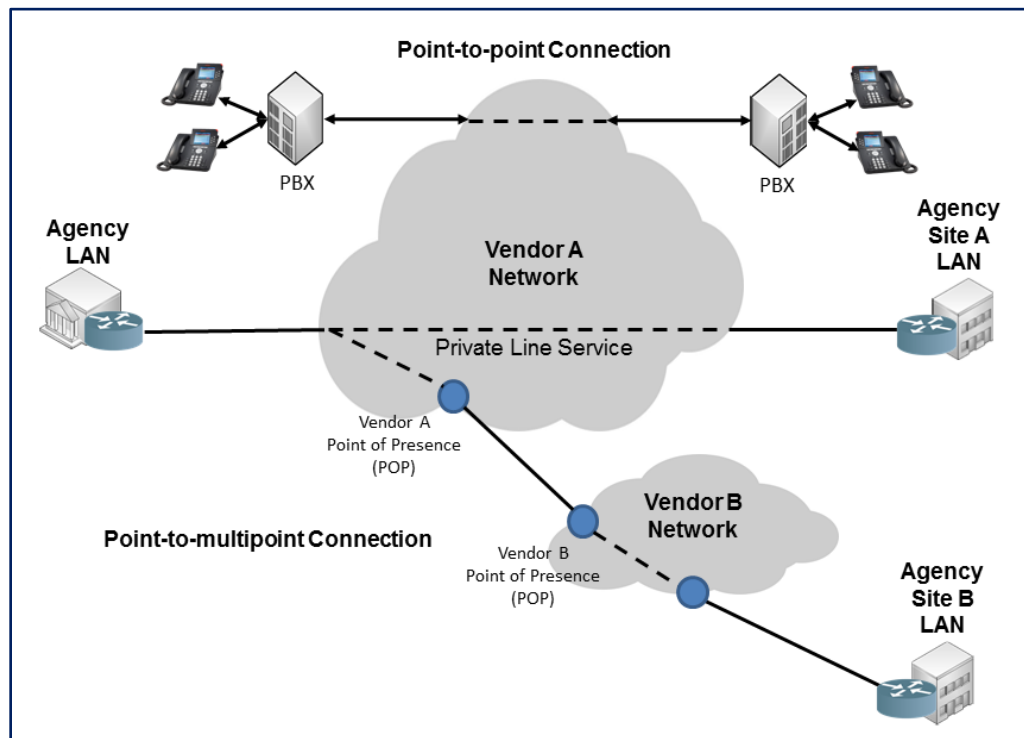 Point-to-point Connection
PBX
PBX
Agency
LAN
Vendor A
Network
Agency
Site A
LAN
Private Line Service
Vendor A
Point of Presence
(POP)
Vendor B
Network
Point-to-multipoint Connection
Vendor B
Point of Presence
(POP)
Agency
Site B
LAN